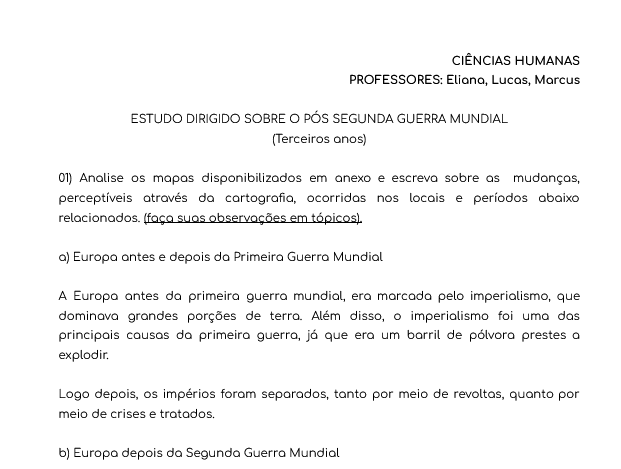 CIÊNCIAS HUMANAS
PROFESSORES: Eliana, Lucas, Marcus
ESTUDO DIRIGIDO SOBRE O PÓS SEGUNDA GUERRA MUNDIAL
(Terceiros anos)
01) Analise os mapas disponibilizados em anexo e escreva sobre as mudanças,
perceptíveis através da cartografia, ocorridas nos locais e períodos abaixo
relacionados. (faça suas observações em tópicos).
a) Europa antes e depois da Primeira Guerra Mundial
A Europa antes da primeira guerra mundial, era marcada pelo imperialismo, que
dominava grandes porções de terra. Além disso, o imperialismo foi uma das
principais causas da primeira guerra, já que era um barril de pólvora prestes a
explodir.
Logo depois, os impérios foram separados, tanto por meio de revoltas, quanto por
meio de crises e tratados.
b) Europa depois da Segunda Guerra Mundial